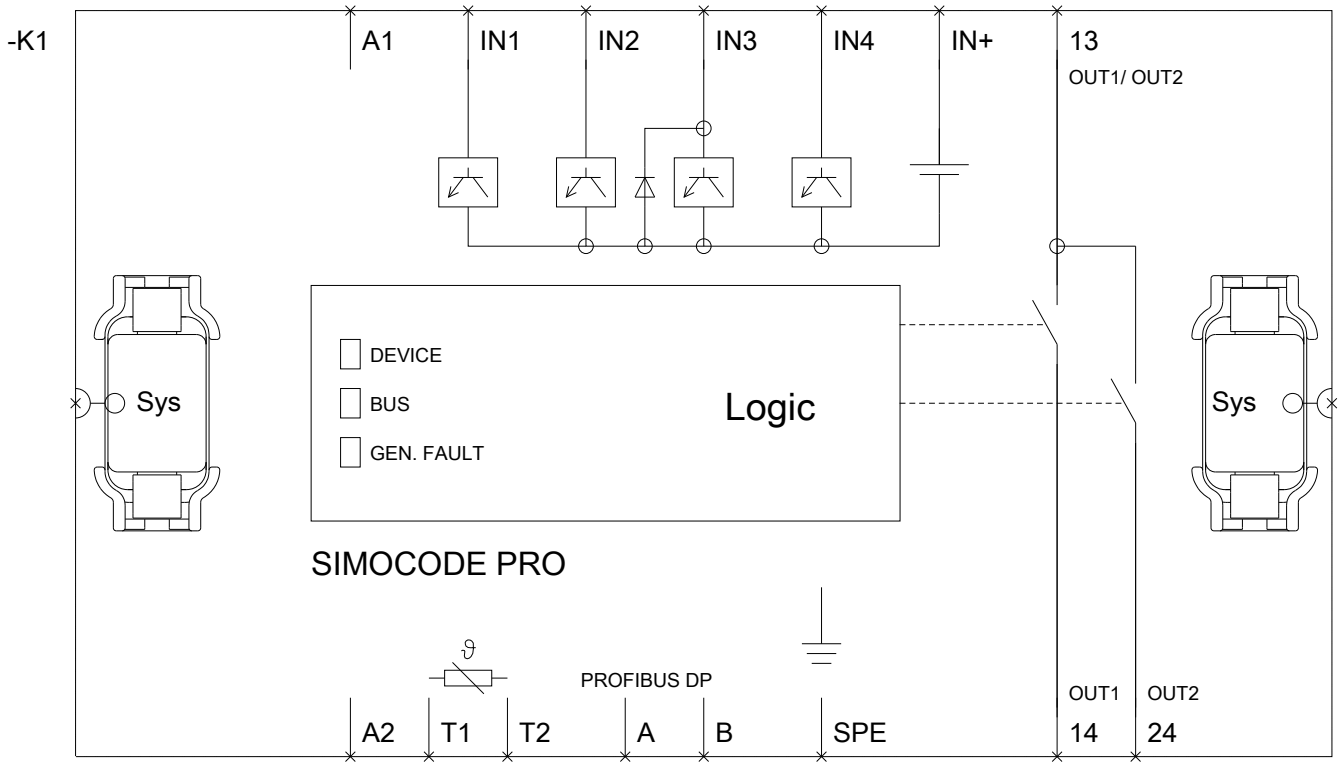 -K1 A1 IN1 IN2 IN3 IN4 IN+ 13
OUT1/ OUT2
DEVICE
Sys BUS Logic Sys
GEN. FAULT
SIMOCODE PRO
ϑ
PROFIBUS DP
OUT1 OUT2
A2 T1 T2 A B SPE 14 24